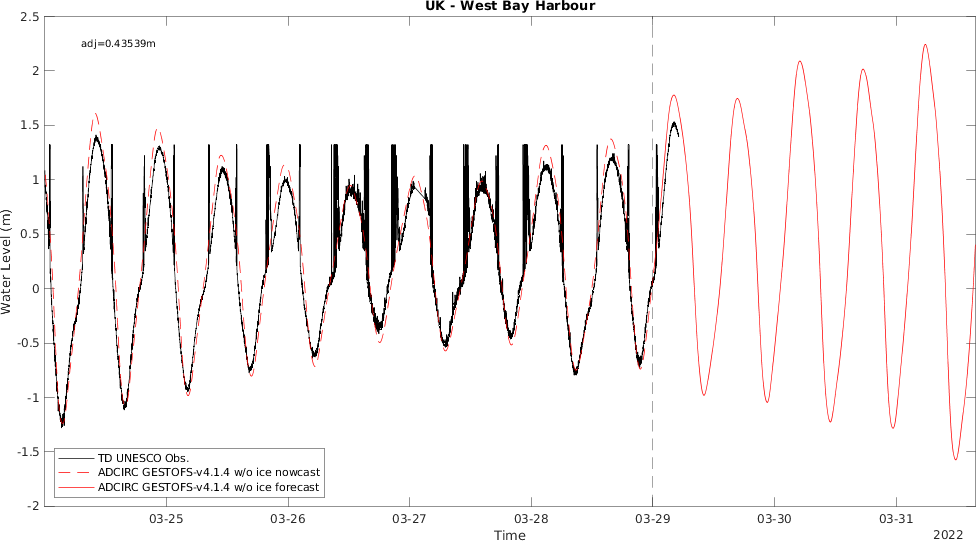 UK - West Bay Harbour
adj=0.43539m
2.5
2
1.5
1
0.5
0
-0.5
-1
-1.5
-2
Water Level (m)
TD UNESCO Obs.
ADCIRC GESTOFS-v4.1.4 w/o ice nowcast
ADCIRC GESTOFS-v4.1.4 w/o ice forecast
03-25 03-26 03-27 03-28 03-29 03-30 03-31
Time
2022